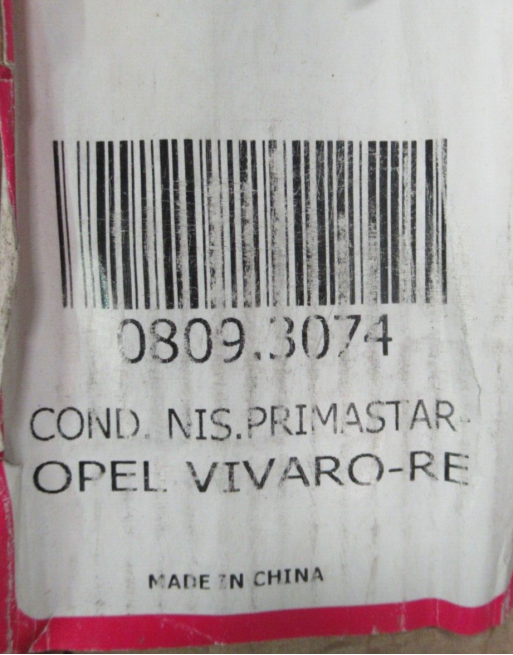 0809.3074
COND. NIS.PRIMASTAR-
OPEL VIVARO-RE
MADE IN CHINA